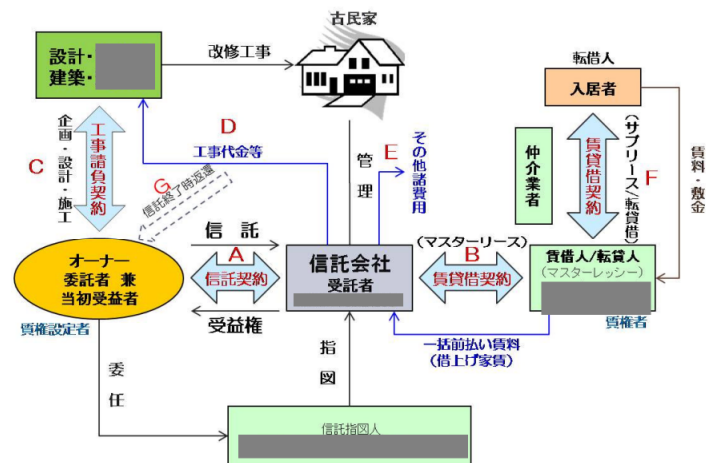 古民家
設計・
建築・
改修工事
転借人
入居者
C
企画・設計・施工
工事請負契約
D
工事代金等
G
信託終了時返還
管理
E
その他諸費用
仲介業者
賃貸借契約
(サブリース/転貸借)
F
賃料・敷金
オーナー
委託者 兼
当初受益者
信 託
A
信託契約
受益権
信託会社
受託者
(マスターリース)
B
賃貸借契約
賃借人/転貸人
(マスターレッシー)
質権設定者
質権者
一括前払い賃料
(借上げ家賃)
委任
指図
信託指図人